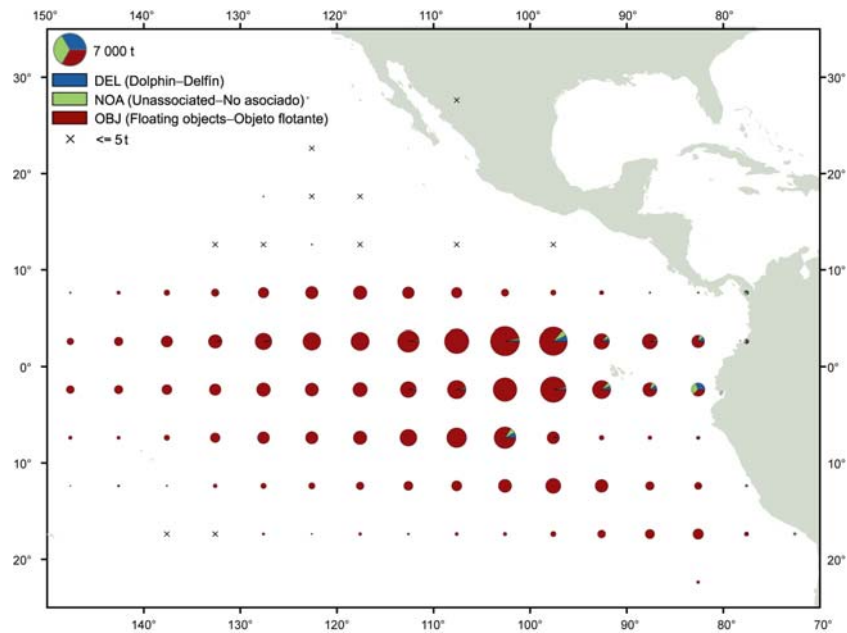 150° 140° 130° 120° 110° 100° 90° 80° 70°
7 000 t
DEL (Dolphin–Delfín)
NOA (Unassociated–No asociado)
OBJ (Floating objects–Objeto flotante)
× <= 5 t
30° 30°
20° 20°
10° 10°
0° 0°
10° 10°
20° 20°
140° 130° 120° 110° 100° 90° 80° 70°